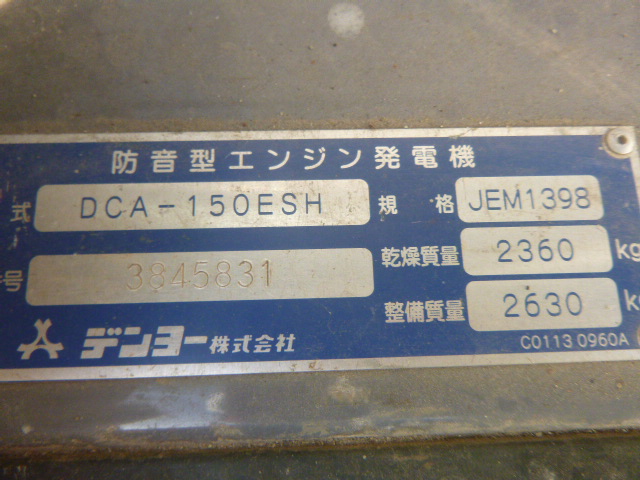 防音型エンジン発電機
式 DCA-150ESH 規格 JEM1398
乾燥質量 2360 kg
号 3845831
整備質量 2630 k
デンヨー株式会社 C0113 0960A